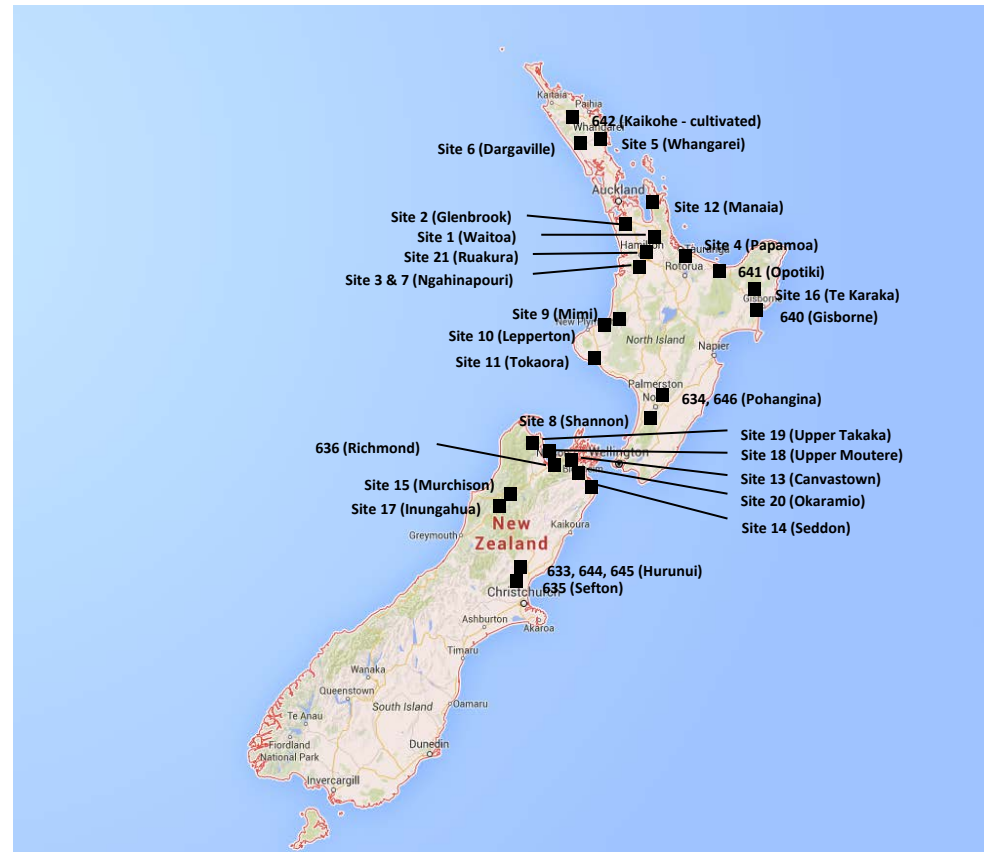 Kaitaia
Paihia
642 (Kaikohe - cultivated)
Whangarei
Site 6 (Dargaville)
Site 5 (Whangarei)
Auckland
Site 12 (Manaia)
Site 2 (Glenbrook)
Site 1 (Waitoa)
Hamilton
Tauranga
Site 4 (Papamoa)
Site 21 (Ruakura)
Rotorua
641 (Opotiki)
Site 3 & 7 (Ngahinapouri)
Site 16 (Te Karaka)
Gisborne
640 (Gisborne)
Site 9 (Mimi)
New Plym
Site 10 (Lepperton)
North Island
Napier
Site 11 (Tokaora)
Palmerston
No
634, 646 (Pohangina)
Site 8 (Shannon)
Site 19 (Upper Takaka)
636 (Richmond)
Wellington
Site 18 (Upper Moutere)
Site 13 (Canvastown)
Site 15 (Murchison)
Site 20 (Okaramio)
Site 17 (Inungahua)
Site 14 (Seddon)
New
Zealand
Kaikoura
Greymouth
633, 644, 645 (Hurunui)
635 (Sefton)
Christchurch
Ashburton
Akaroa
Timaru
Wanaka
Queenstown
South Island
Oamaru
Te Anau
Fiordland
National Park
Dunedin
Invercargill